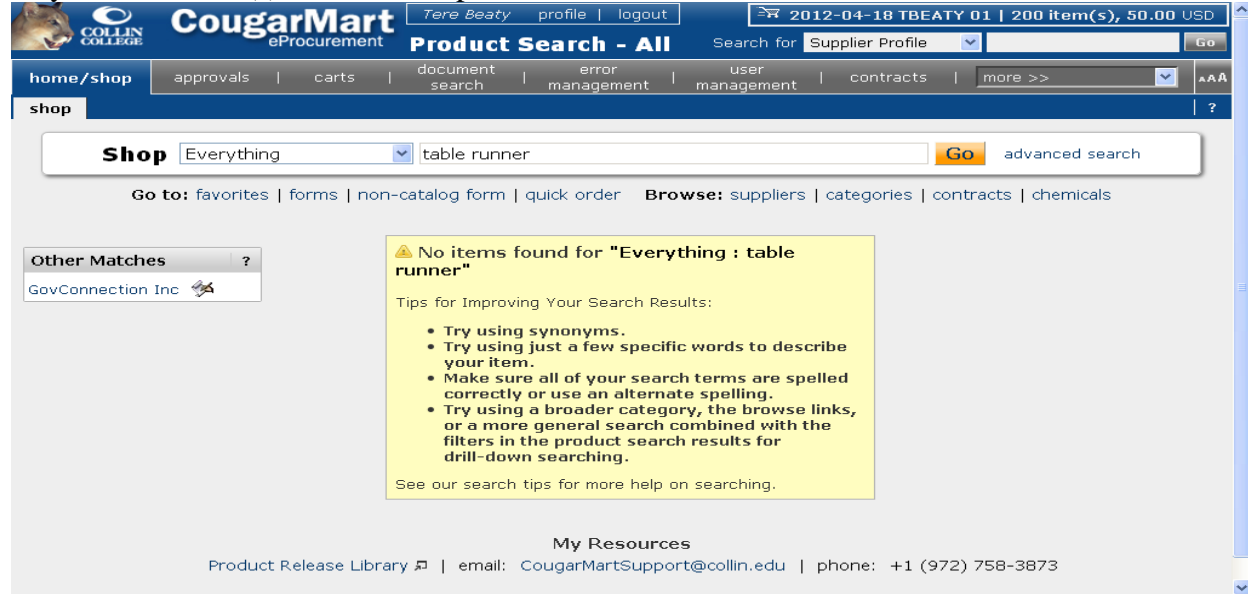 COLLIN COLLEGE
CougarMart
eProcurement
Tere Beaty profile | logout
2012-04-18 TBEATY 01 | 200 item(s), 50.00 USD
Product Search - All
Search for Supplier Profile Go
home/shop approvals | carts | document search | error management | user management | contracts | more >> AAA
shop | ?
Shop Everything table runner Go advanced search
Go to: favorites | forms | non-catalog form | quick order Browse: suppliers | categories | contracts | chemicals
Other Matches ?
GovConnection Inc
No items found for "Everything : table
runner"
Tips for Improving Your Search Results:
• Try using synonyms.
• Try using just a few specific words to describe
your item.
• Make sure all of your search terms are spelled
correctly or use an alternate spelling.
• Try using a broader category, the browse links,
or a more general search combined with the
filters in the product search results for
drill-down searching.
See our search tips for more help on searching.
My Resources
Product Release Library | email: CougarMartSupport@collin.edu | phone: +1 (972) 758-3873